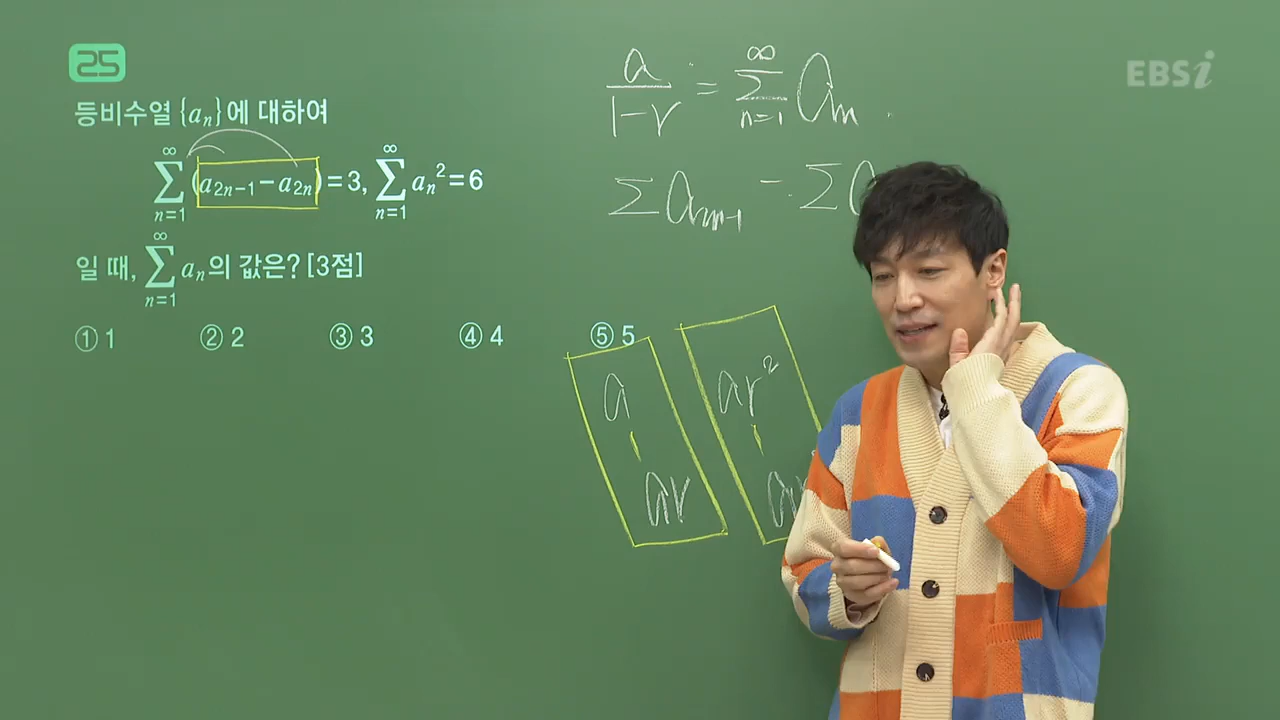 25
EBSi
등비수열 {aₙ}에 대하여
∑_{n=1}^{∞} (a₂ₙ₋₁−a₂ₙ)=3, ∑_{n=1}^{∞} aₙ²=6
일 때, ∑_{n=1}^{∞} aₙ의 값은? [3점]
① 1 ② 2 ③ 3 ④ 4 ⑤ 5
a/(1-r) = ∑_{n=1}^{∞} aₙ
a ar²
ar